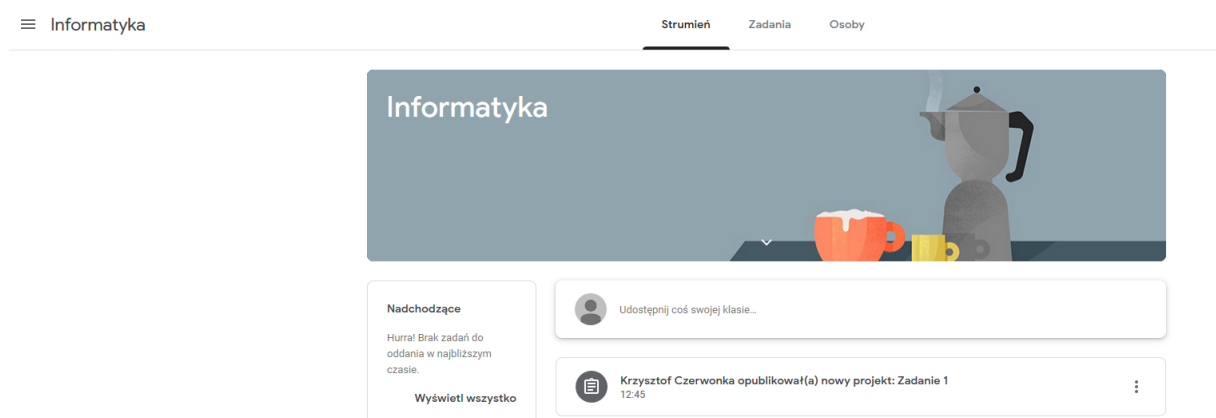 Informatyka
Strumień
Zadania
Osoby
Informatyka
Nadchodzące
Hurra! Brak zadań do
oddania w najbliższym
czasie.
Wyświetl wszystko
Udostępnij coś swojej klasie...
Krzysztof Czerwonka opublikował(a) nowy projekt: Zadanie 1
12:45